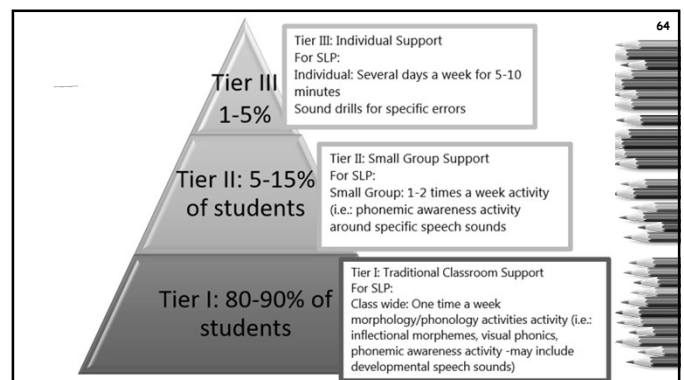 64
Tier III: Individual Support
For SLP:
Individual: Several days a week for 5-10
minutes
Sound drills for specific errors
Tier III
1-5%
Tier II: Small Group Support
For SLP:
Small Group: 1-2 times a week activity
(i.e.: phonemic awareness activity
around specific speech sounds
Tier II: 5-15%
of students
Tier I: Traditional Classroom Support
For SLP:
Class wide: One time a week
morphology/phonology activities activity (i.e.:
inflectional morphemes, visual phonics,
phonemic awareness activity -may include
developmental speech sounds)
Tier I: 80-90% of
students